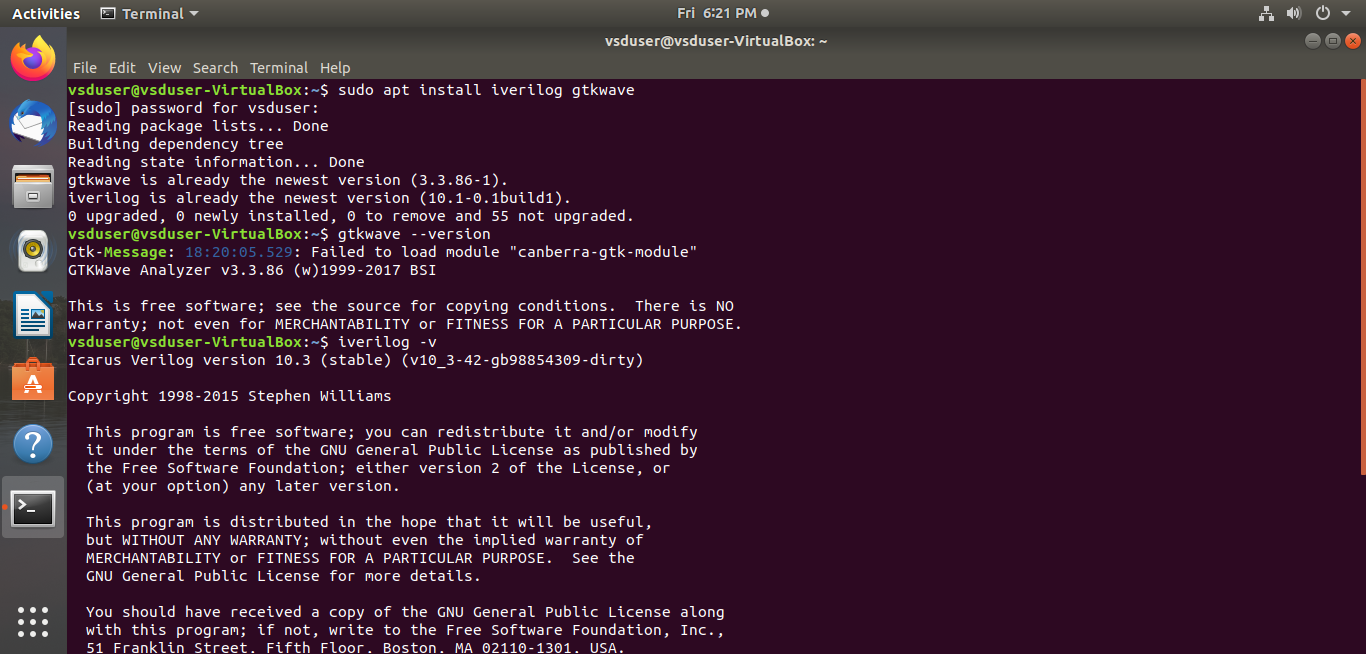 Activities Terminal Fri 6:21 PM
vsduser@vsduser-VirtualBox: ~
File Edit View Search Terminal Help
vsduser@vsduser-VirtualBox:~$ sudo apt install iverilog gtkwave
[sudo] password for vsduser:
Reading package lists... Done
Building dependency tree
Reading state information... Done
gtkwave is already the newest version (3.3.86-1).
iverilog is already the newest version (10.1-0.1build1).
0 upgraded, 0 newly installed, 0 to remove and 55 not upgraded.
vsduser@vsduser-VirtualBox:~$ gtkwave --version
Gtk-Message: 18:20:05.529: Failed to load module "canberra-gtk-module"
GTKWave Analyzer v3.3.86 (w)1999-2017 BSI
This is free software; see the source for copying conditions.  There is NO
warranty; not even for MERCHANTABILITY or FITNESS FOR A PARTICULAR PURPOSE.
vsduser@vsduser-VirtualBox:~$ iverilog -v
Icarus Verilog version 10.3 (stable) (v10_3-42-gb98854309-dirty)
Copyright 1998-2015 Stephen Williams
This program is free software; you can redistribute it and/or modify
it under the terms of the GNU General Public License as published by
the Free Software Foundation; either version 2 of the License, or
(at your option) any later version.
This program is distributed in the hope that it will be useful,
but WITHOUT ANY WARRANTY; without even the implied warranty of
MERCHANTABILITY or FITNESS FOR A PARTICULAR PURPOSE.  See the
GNU General Public License for more details.
You should have received a copy of the GNU General Public License along
with this program; if not, write to the Free Software Foundation, Inc.,
51 Franklin Street, Fifth Floor, Boston, MA 02110-1301, USA.